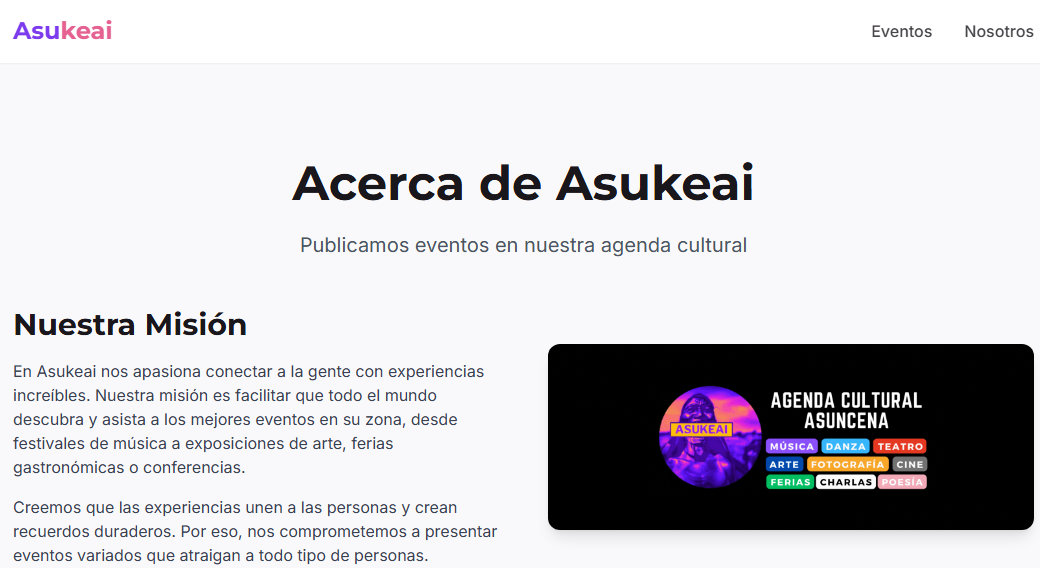 Asukeai
Eventos
Nosotros
Acerca de Asukeai
Publicamos eventos en nuestra agenda cultural
Nuestra Misión
En Asukeai nos apasiona conectar a la gente con experiencias
increíbles. Nuestra misión es facilitar que todo el mundo
descubra y asista a los mejores eventos en su zona, desde
festivales de música a exposiciones de arte, ferias
gastronómicas o conferencias.
Creemos que las experiencias unen a las personas y crean
recuerdos duraderos. Por eso, nos comprometemos a presentar
eventos variados que atraigan a todo tipo de personas.
ASUKEAI
AGENDA CULTURAL
ASUNCENA
MÚSICA DANZA TEATRO
ARTE FOTOGRAFÍA CINE
FERIAS CHARLAS POESÍA